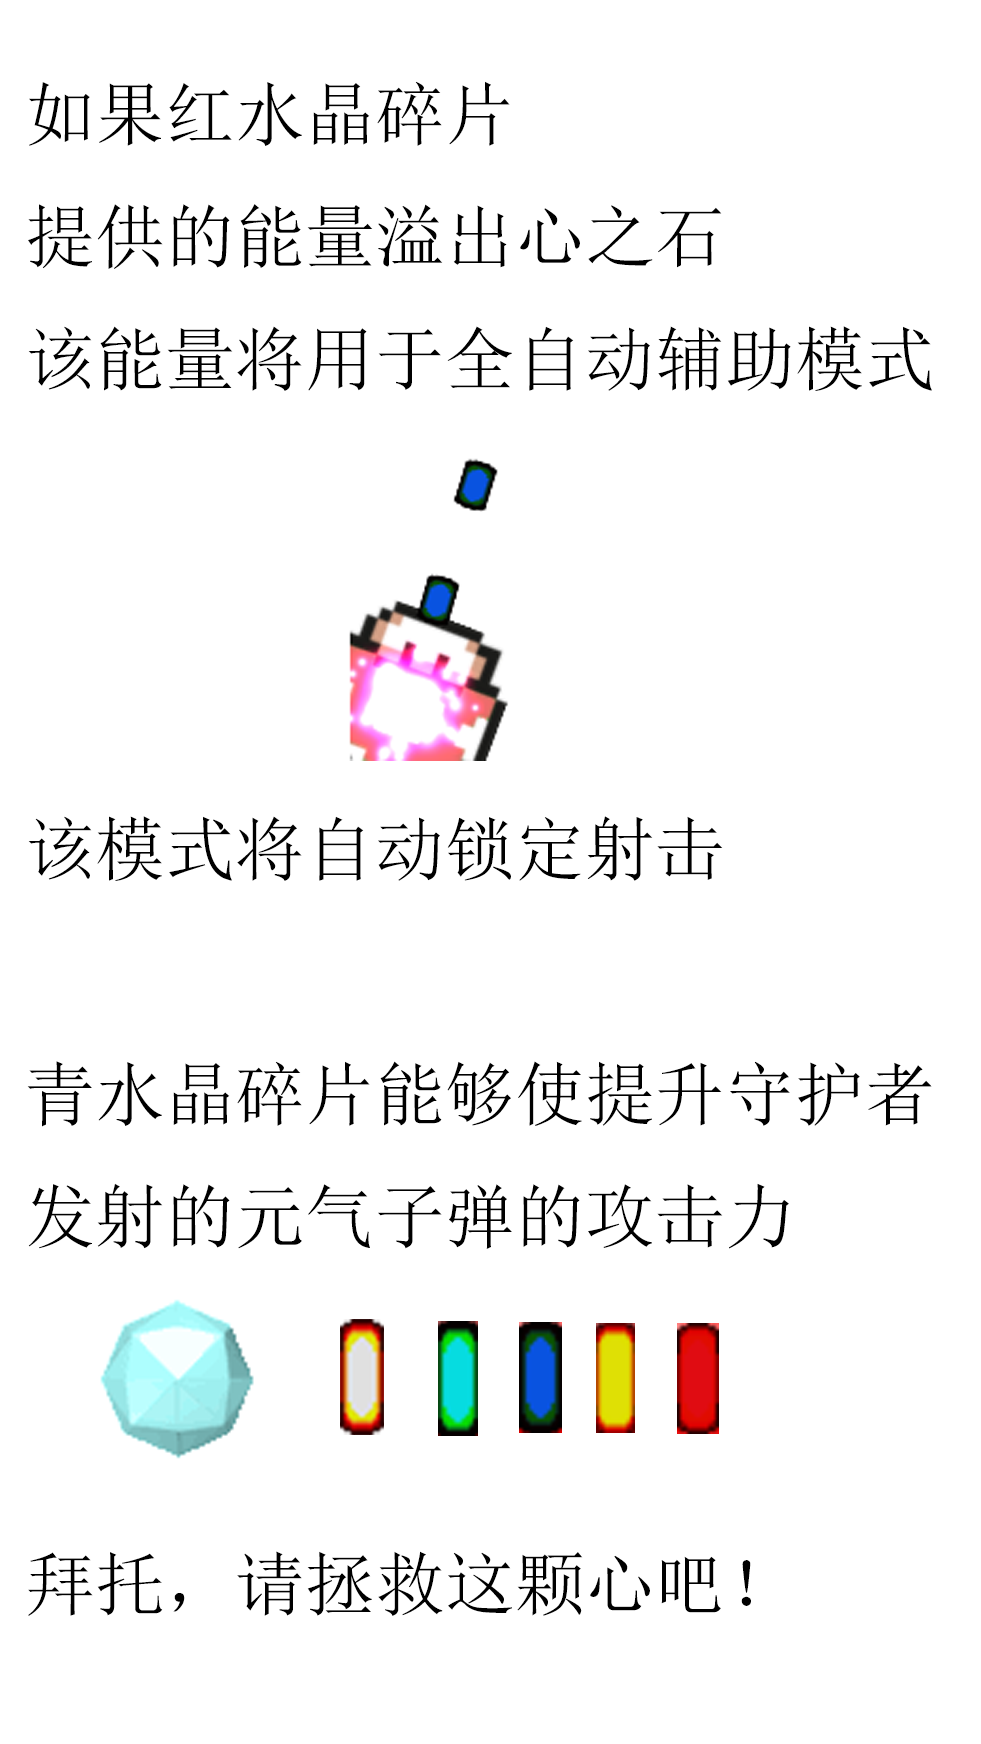 如果红水晶碎片
提供的能量溢出心之石
该能量将用于全自动辅助模式
该模式将自动锁定射击
青水晶碎片能够使提升守护者
发射的元气子弹的攻击力
拜托，请拯救这颗心吧！